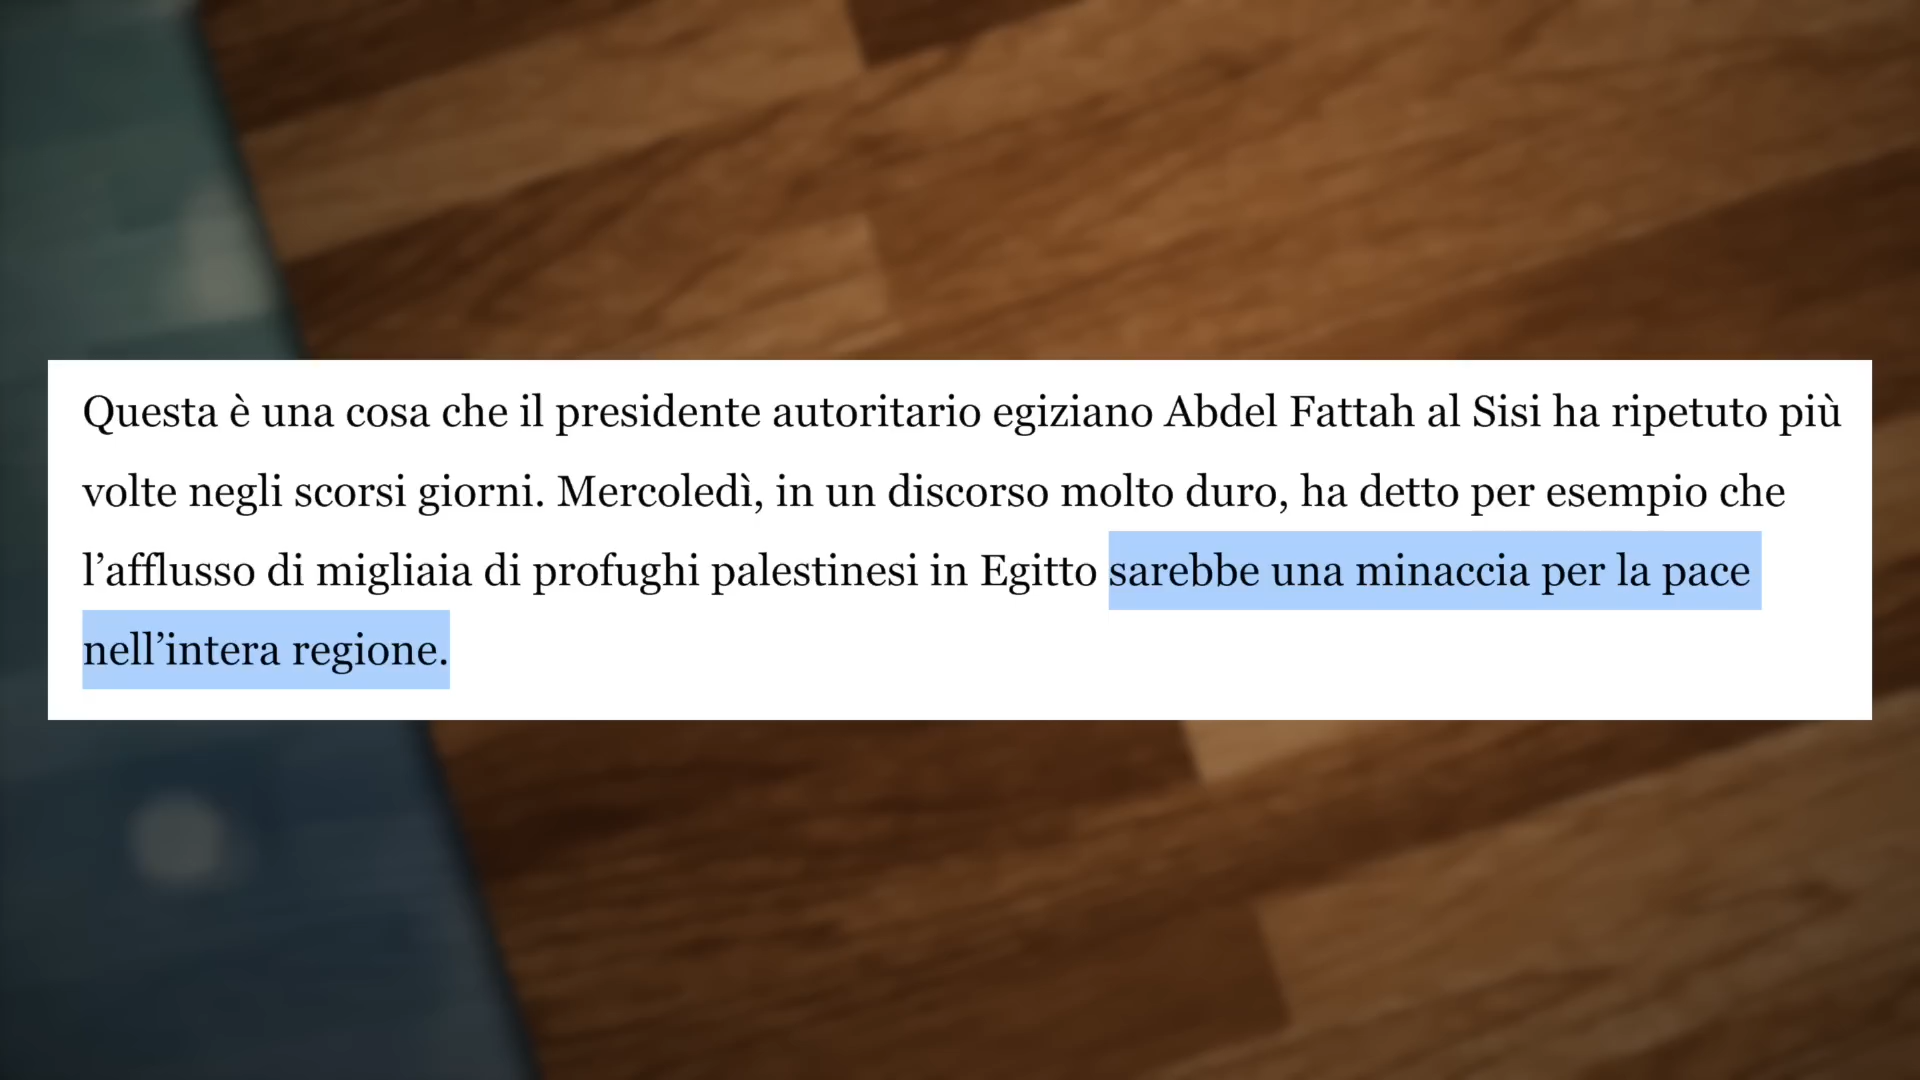 Questa è una cosa che il presidente autoritario egiziano Abdel Fattah al Sisi ha ripetuto più
volte negli scorsi giorni. Mercoledì, in un discorso molto duro, ha detto per esempio che
l’afflusso di migliaia di profughi palestinesi in Egitto sarebbe una minaccia per la pace
nell’intera regione.